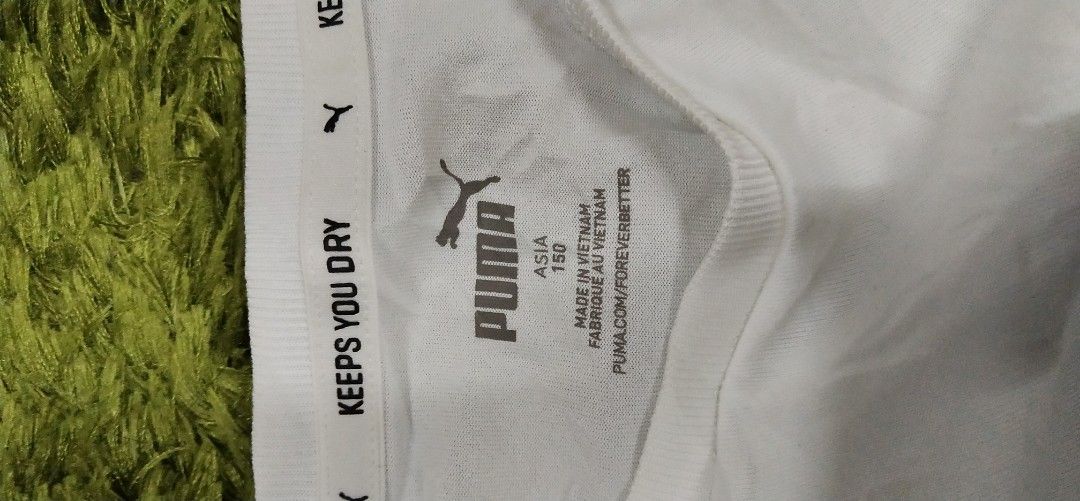 KEEPS YOU DRY
KE
PUMA
ASIA
150
MADE IN VIETNAM
FABRIQUE AU VIETNAM
PUMA.COM/FOREVERBETTER